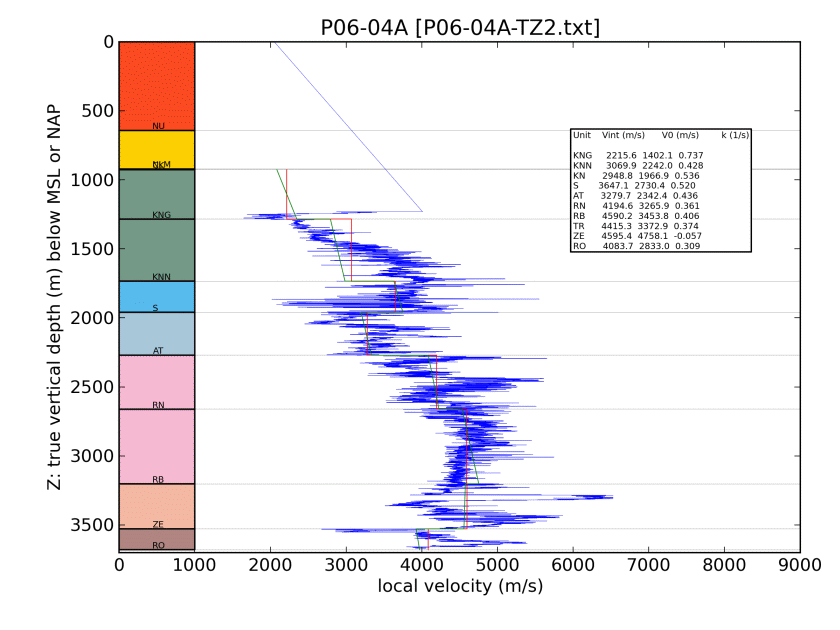 P06-04A [P06-04A-TZ2.txt]
Z: true vertical depth (m) below MSL or NAP
0
500
1000
1500
2000
2500
3000
3500
NU
KNG
KNN
S
AT
RN
RB
ZE
RO
Unit Vint (m/s) V0 (m/s) k (1/s)
KNG 2215.6 1402.1 0.737
KNN 3069.9 2242.0 0.428
KN 2948.8 1966.9 0.536
S 3647.1 2730.4 0.520
AT 3279.7 2342.4 0.436
RN 4194.6 3265.9 0.361
RB 4590.2 3453.8 0.406
TR 4415.3 3372.9 0.374
ZE 4595.4 4758.1 -0.057
RO 4083.7 2833.0 0.309
0 1000 2000 3000 4000 5000 6000 7000 8000 9000
local velocity (m/s)